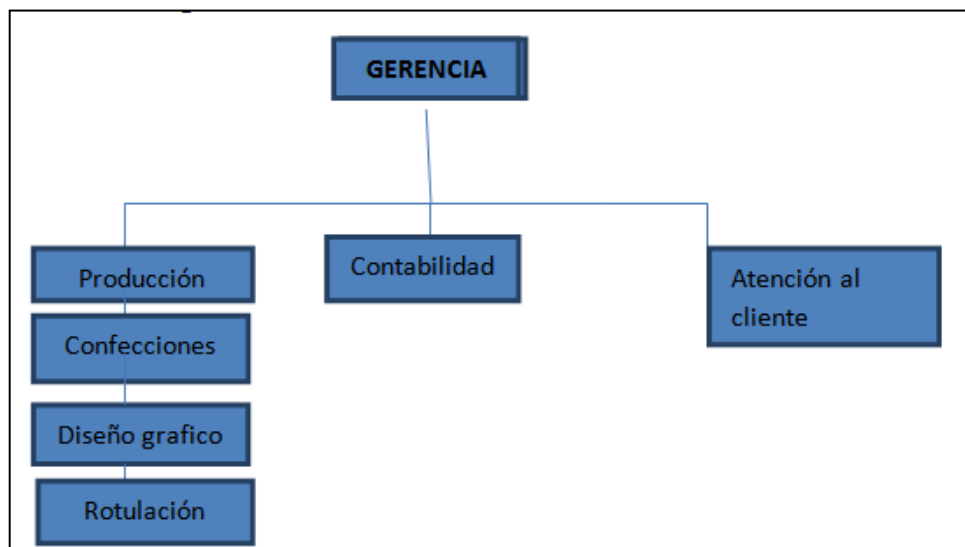 GERENCIA
Producción
Contabilidad
Atención al
cliente
Confecciones
Diseño grafico
Rotulación